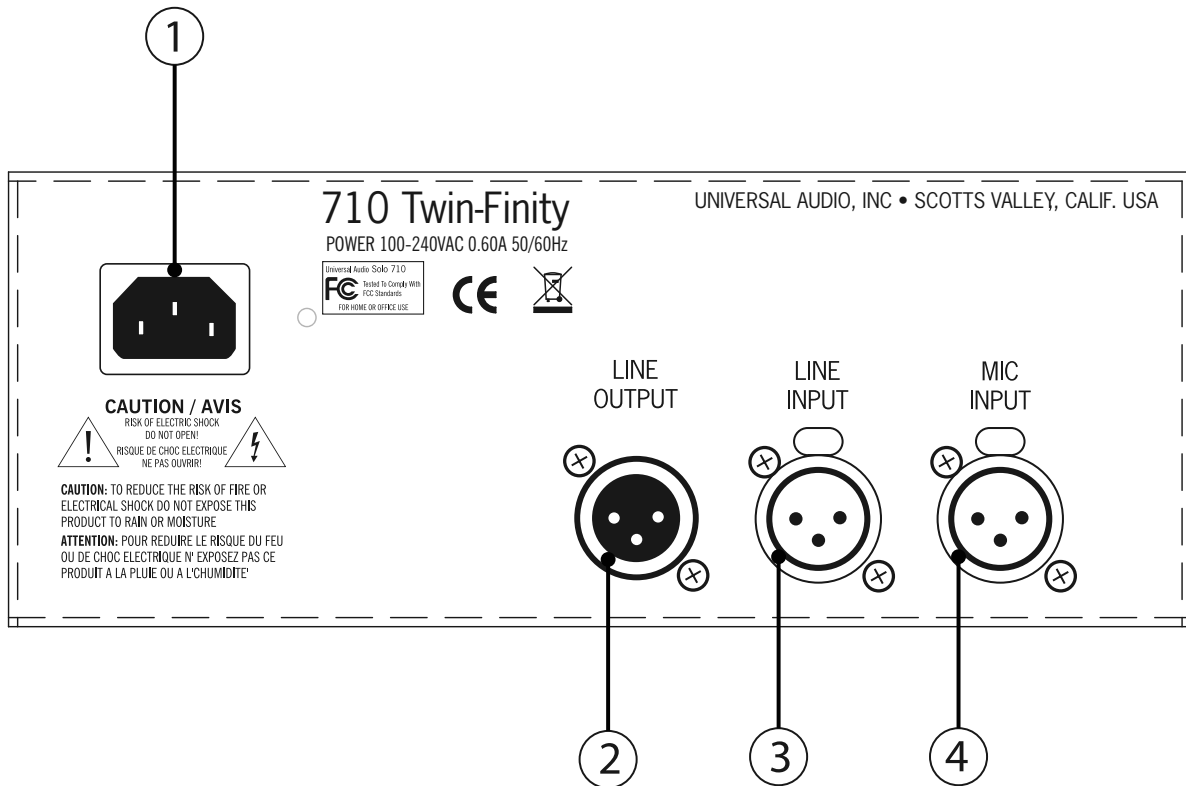 1
710 Twin-Finity
UNIVERSAL AUDIO, INC • SCOTTS VALLEY, CALIF. USA
POWER 100-240VAC 0.60A 50/60Hz
Universal Audio Solo 710
FC Tested To Comply With
FCC Standards
FOR HOME OR OFFICE USE
CE
LINE
OUTPUT
LINE
INPUT
MIC
INPUT
CAUTION / AVIS
RISK OF ELECTRIC SHOCK
DO NOT OPEN!
RISQUE DE CHOC ELECTRIQUE
NE PAS OUVRIR!
!
CAUTION: TO REDUCE THE RISK OF FIRE OR
ELECTRICAL SHOCK DO NOT EXPOSE THIS
PRODUCT TO RAIN OR MOISTURE
ATTENTION: POUR REDUIRE LE RISQUE DU FEU
OU DE CHOC ELECTRIQUE N' EXPOSEZ PAS CE
PRODUIT A LA PLUIE OU A L'CHUMIDITE'
2
3
4